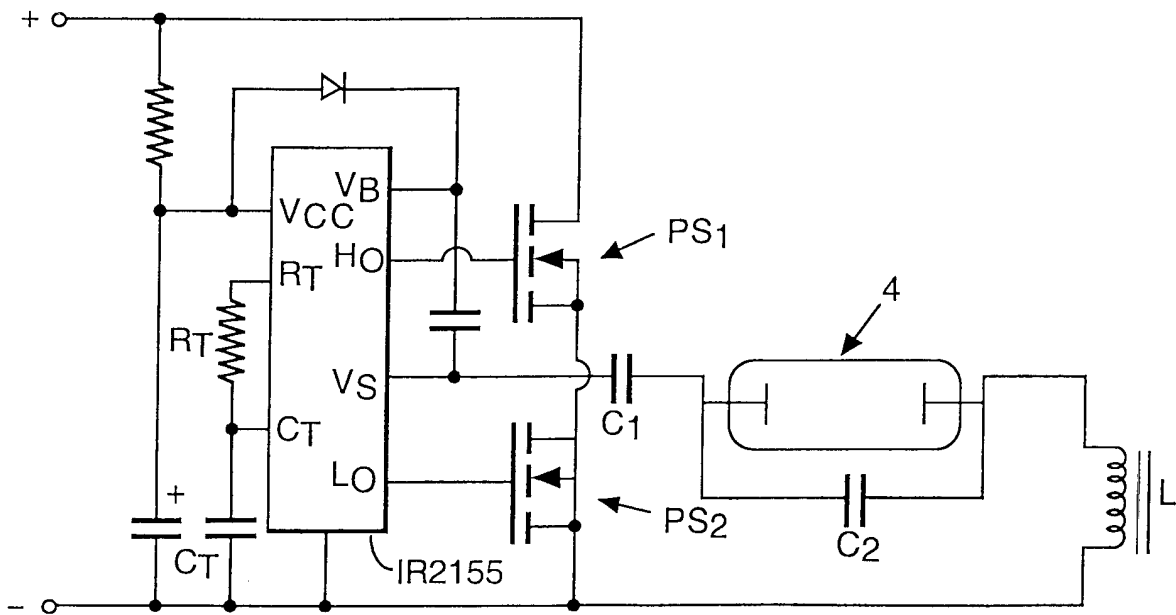 +
VB
VCC
HO
PS1
RT
4
RT
VS
C1
CT
LO
+
PS2
L
C2
CT
IR2155
-